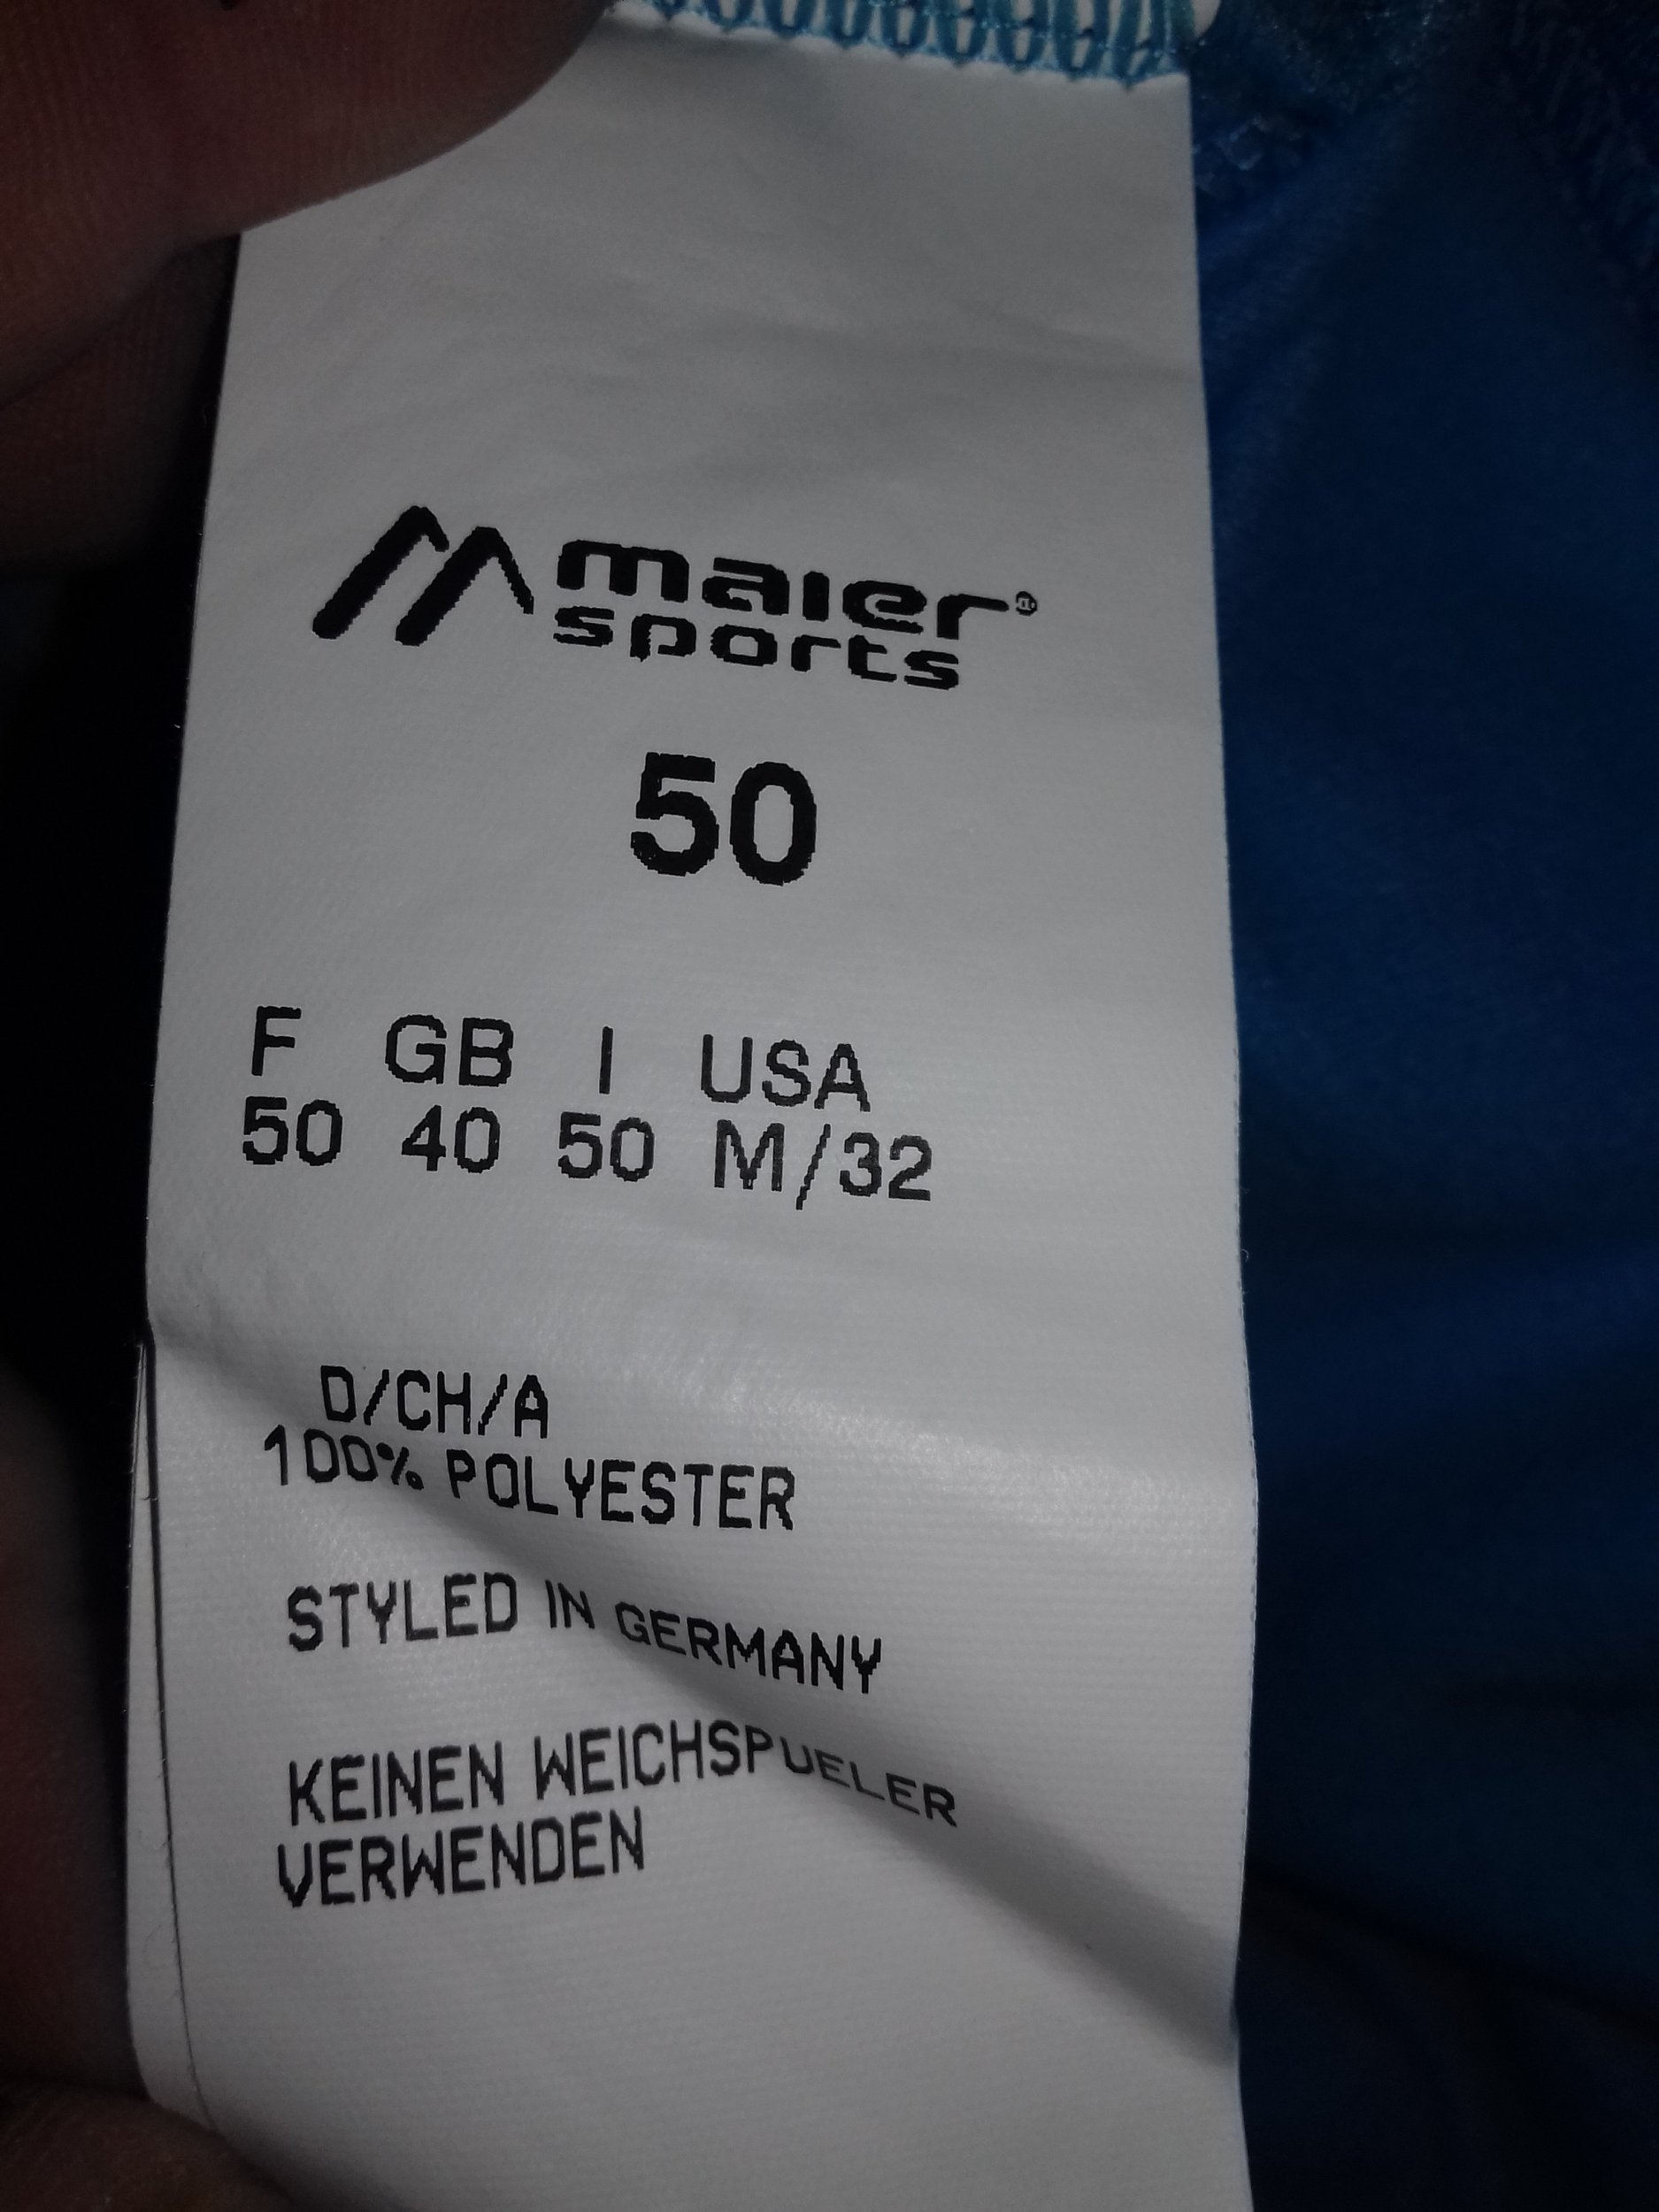 maier®
sports
50
F GB I USA
50 40 50 M/32
D/CH/A
100% POLYESTER
STYLED IN GERMANY
KEINEN WEICHSPUELER
VERWENDEN